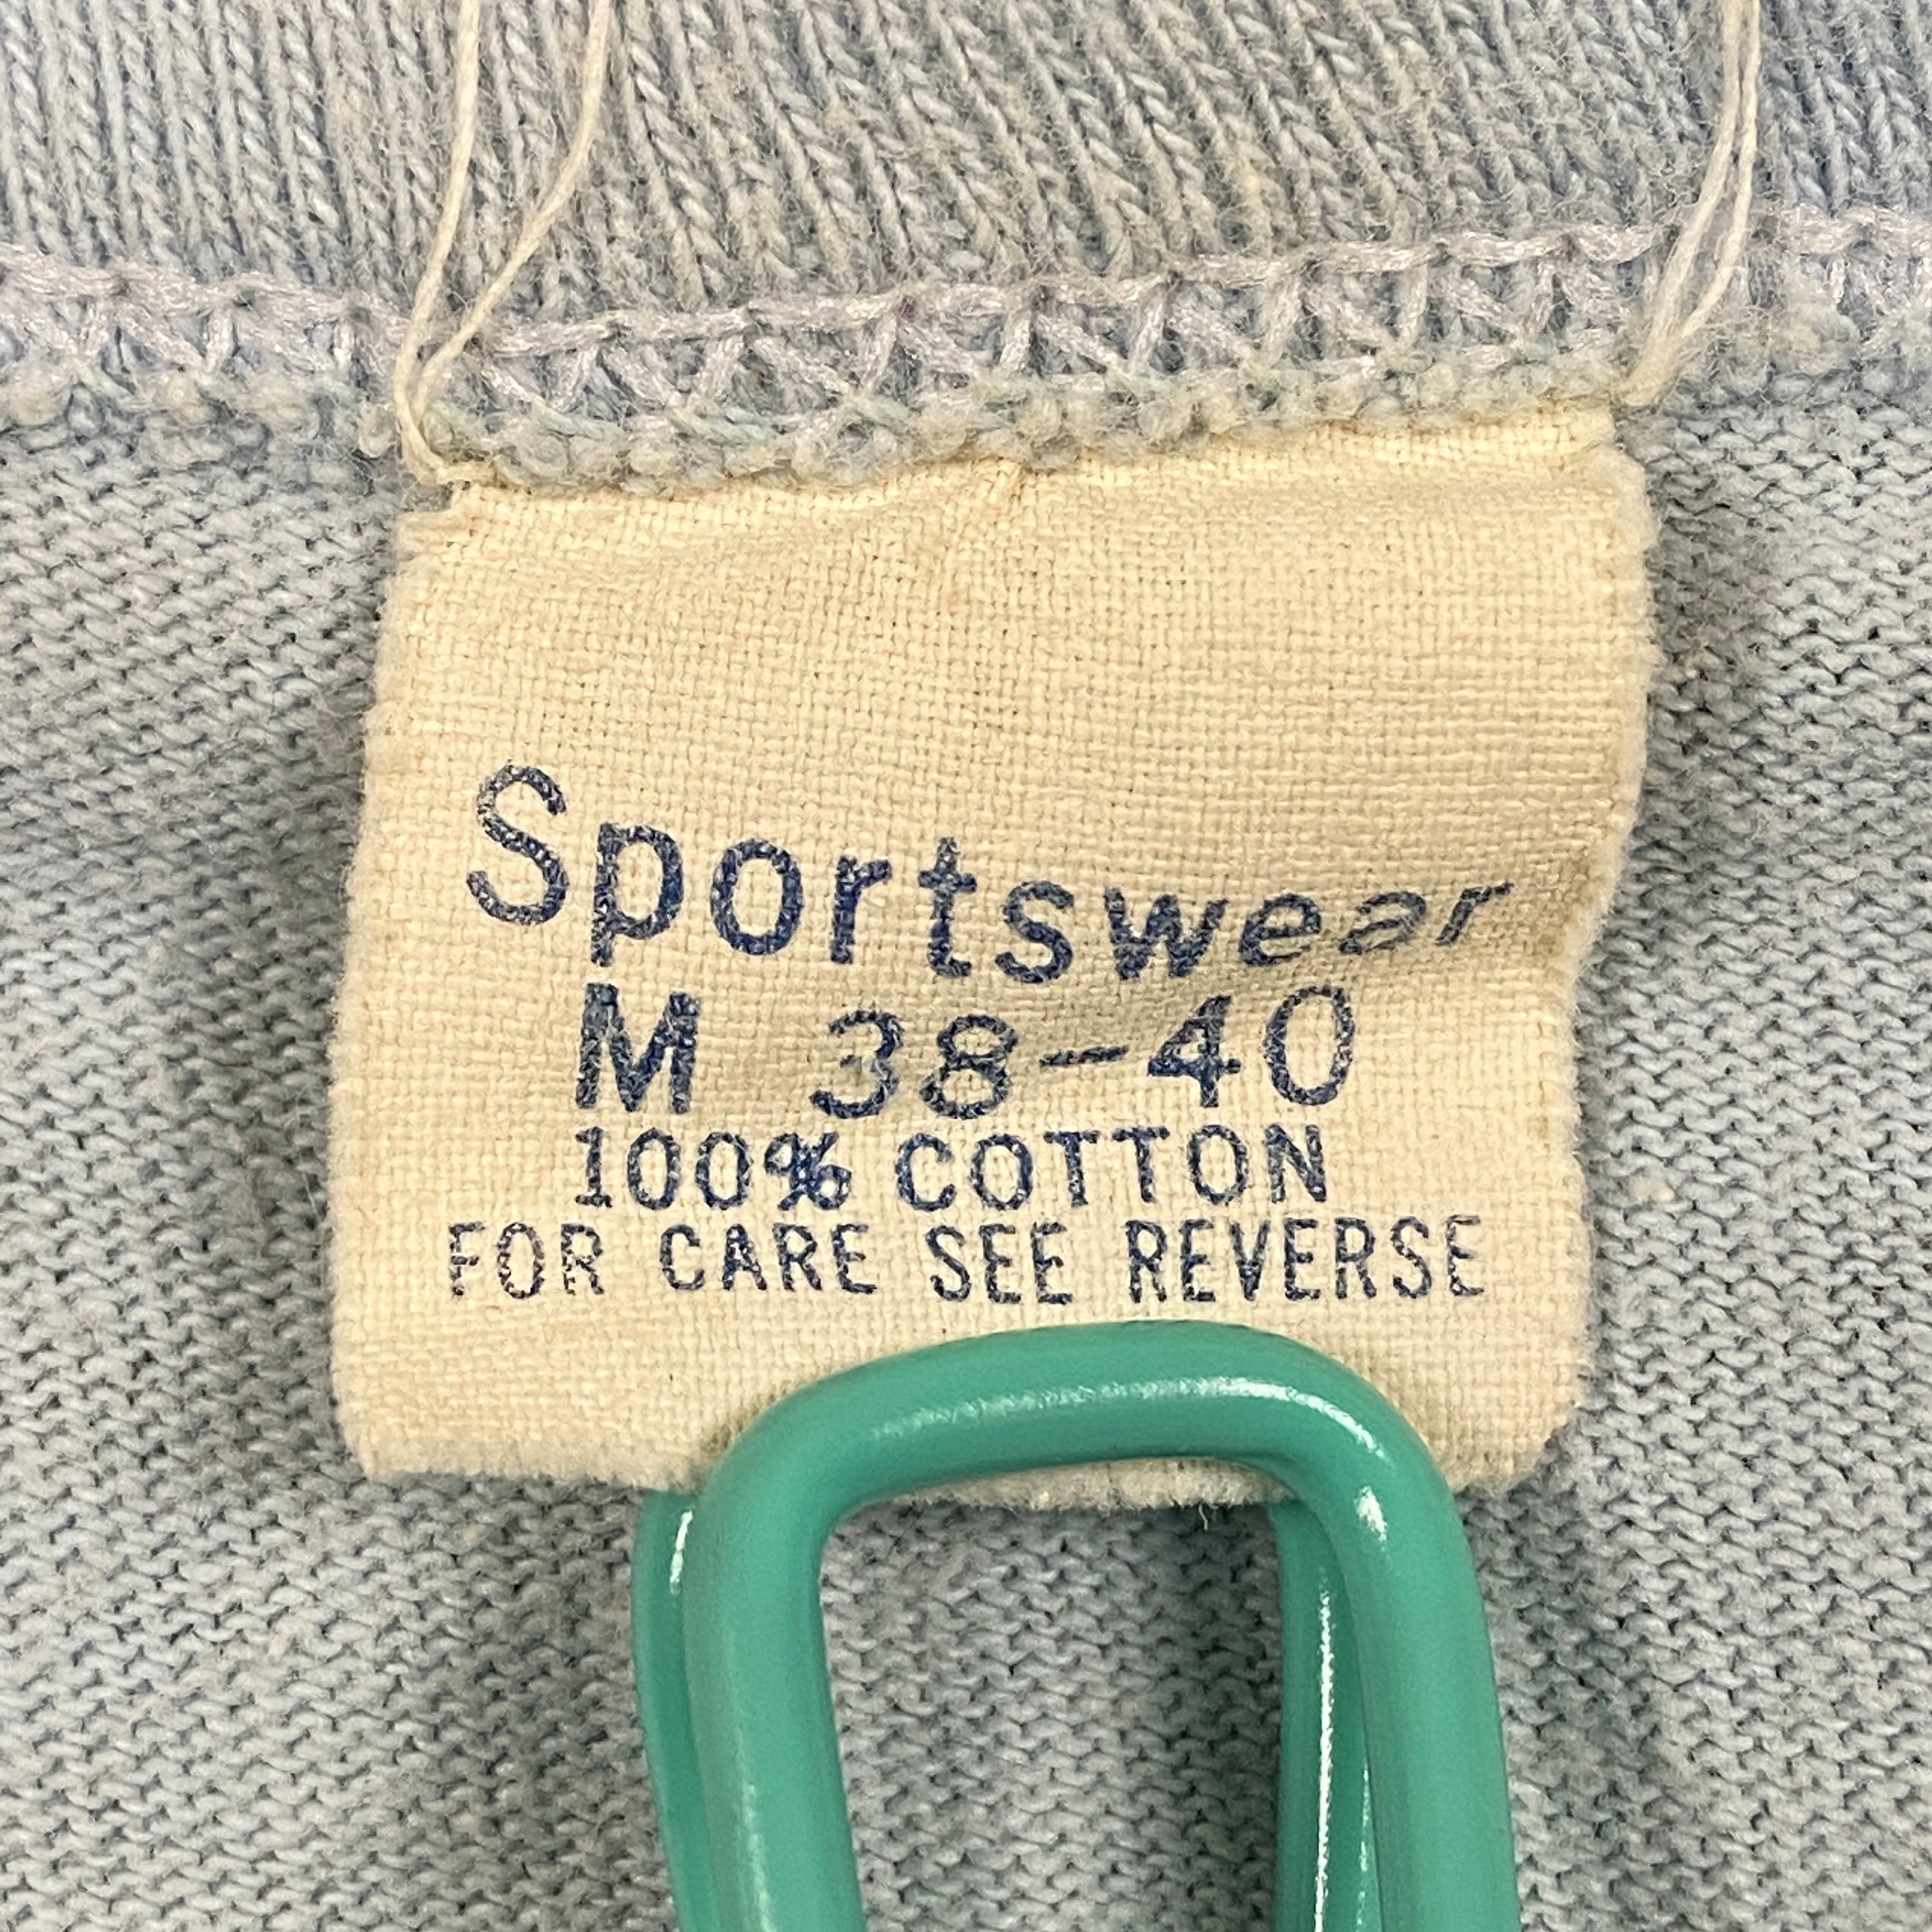 Sportswear
M 38-40
100% COTTON
FOR CARE SEE REVERSE